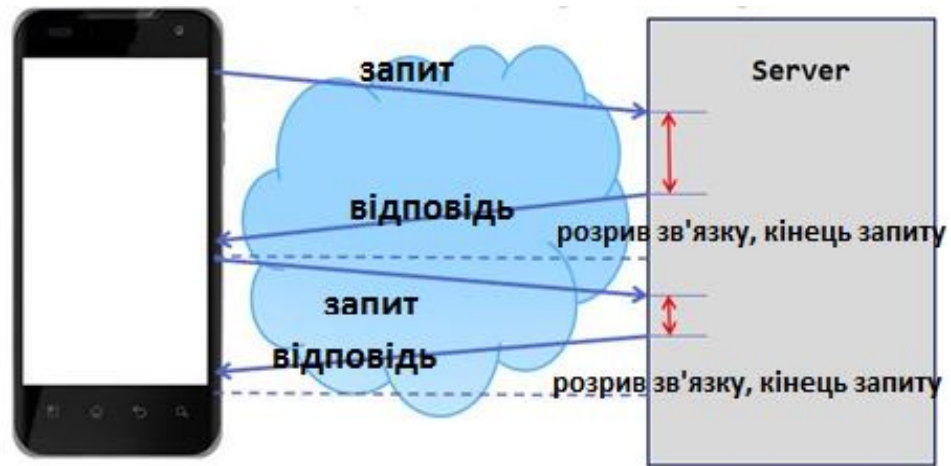 запит
Server
відповідь
розрив зв'язку, кінець запиту
запит
відповідь
розрив зв'язку, кінець запиту